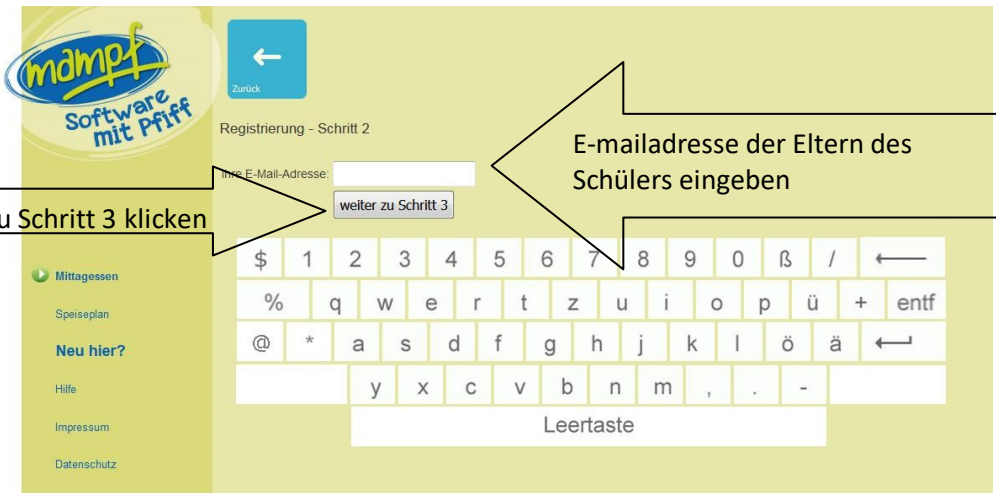 mampf
Software
mit Pfiff
←
Zurück
Registrierung - Schritt 2
Ihre E-Mail-Adresse:
weiter zu Schritt 3
E-mailadresse der Eltern des
Schülers eingeben
u Schritt 3 klicken
Mittagessen
Speiseplan
Neu hier?
Hilfe
Impressum
Datenschutz
$ 1 2 3 4 5 6 7 8 9 0 ß / ←
% q w e r t z u i o p ü + entf
@ * a s d f g h j k l ö ä ↵
y x c v b n m , . -
Leertaste